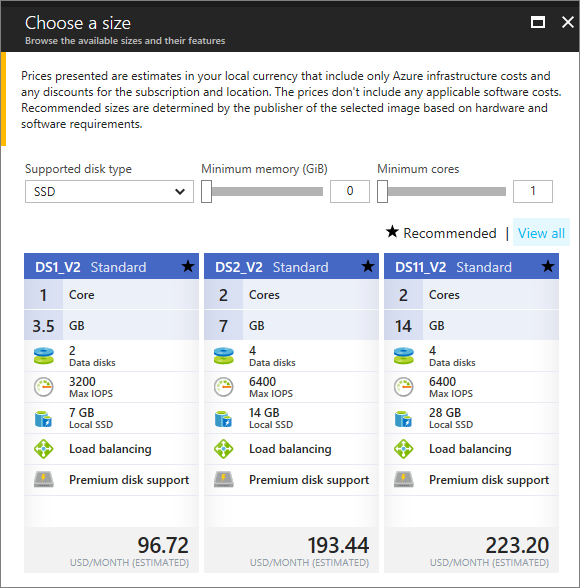 Choose a size
Browse the available sizes and their features
Prices presented are estimates in your local currency that include only Azure infrastructure costs and
any discounts for the subscription and location. The prices don't include any applicable software costs.
Recommended sizes are determined by the publisher of the selected image based on hardware and
software requirements.
Supported disk type
SSD
Minimum memory (GiB)
0
Minimum cores
1
★ Recommended | View all
DS1_V2 Standard ★
1 Core
3.5 GB
2
Data disks
3200
Max IOPS
7 GB
Local SSD
Load balancing
Premium disk support
96.72
USD/MONTH (ESTIMATED)
DS2_V2 Standard ★
2 Cores
7 GB
4
Data disks
6400
Max IOPS
14 GB
Local SSD
Load balancing
Premium disk support
193.44
USD/MONTH (ESTIMATED)
DS11_V2 Standard ★
2 Cores
14 GB
4
Data disks
6400
Max IOPS
28 GB
Local SSD
Load balancing
Premium disk support
223.20
USD/MONTH (ESTIMATED)